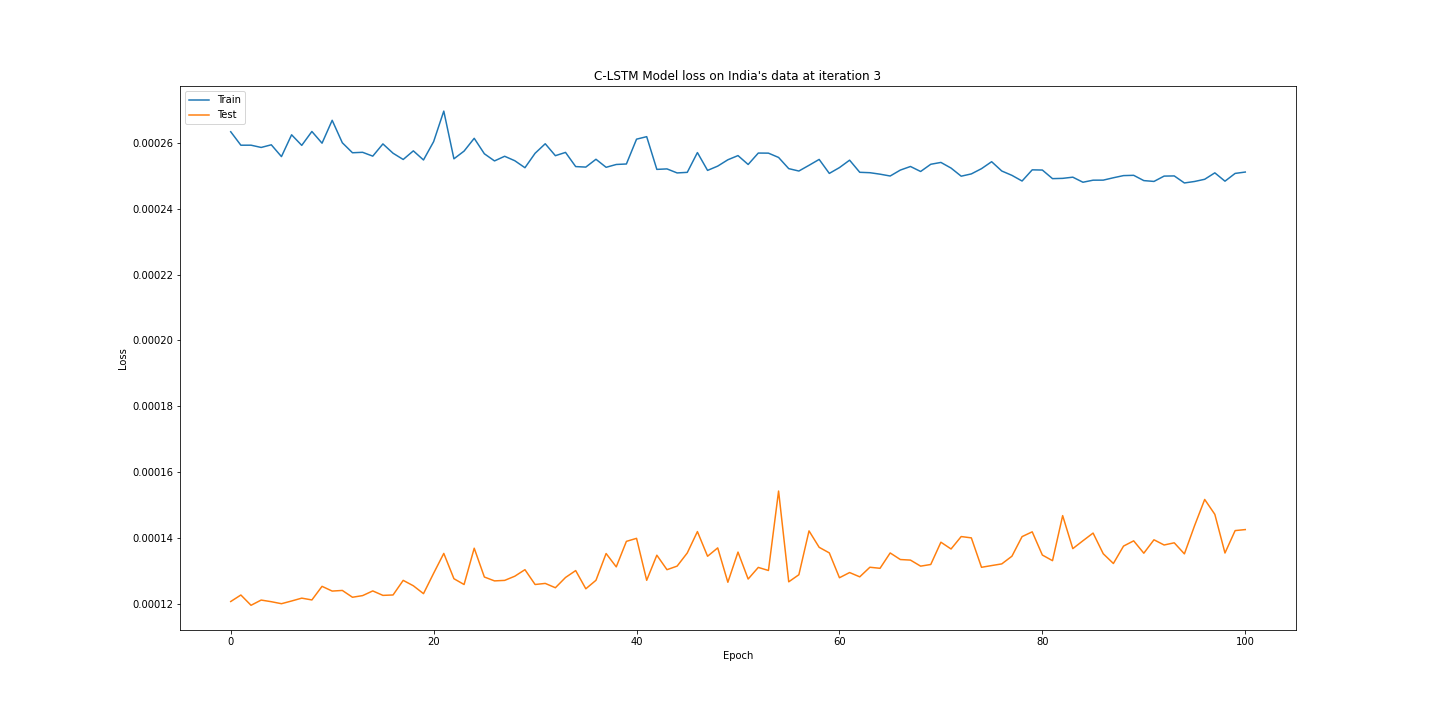 C-LSTM Model loss on India's data at iteration 3
Train
Test
0.00026
0.00024
0.00022
0.00020
0.00018
0.00016
0.00014
0.00012
Loss
0 20 40 60 80 100
Epoch